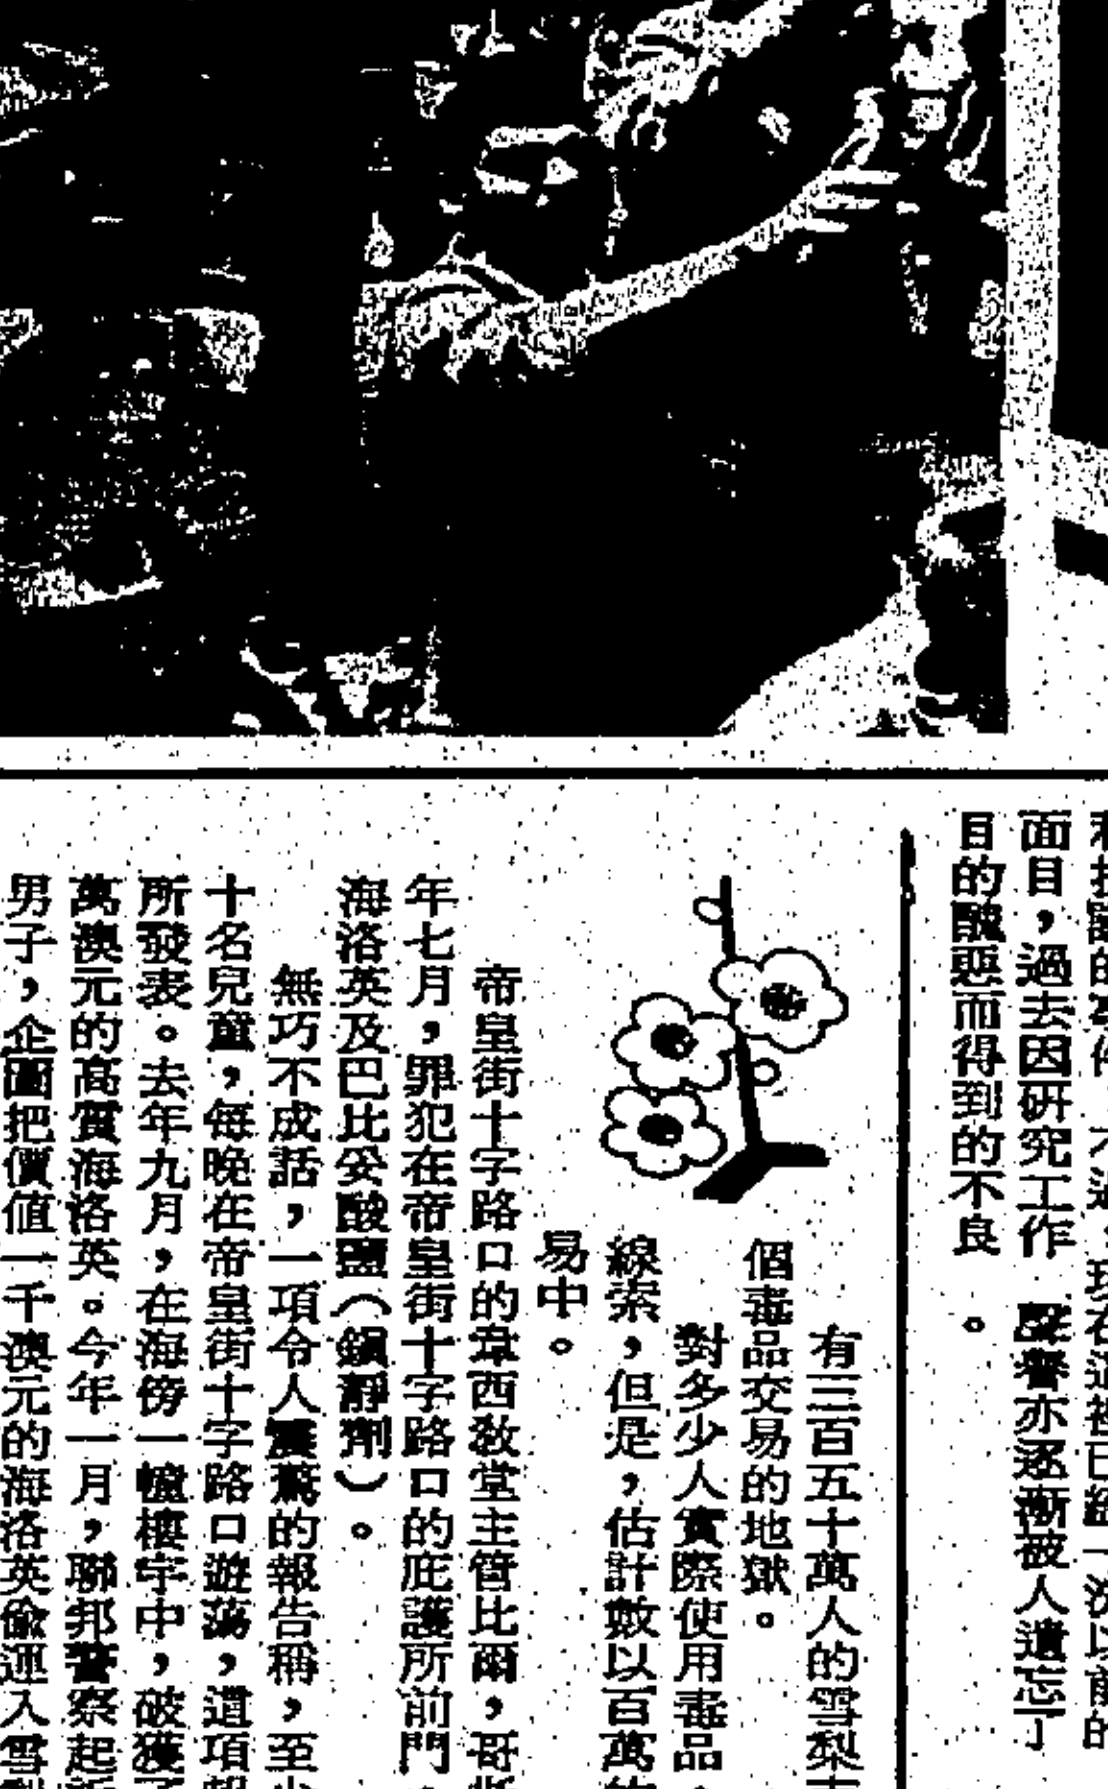 面目，過去因研究工作 聲譽亦逐漸被人遺忘了
目的醜惡而得到的不良 。
有三百五十萬人的雪梨
個毒品交易的地獄。
對多少人實際使用毒品，
線索，但是，估計數以百萬
易中。
帝皇街十字路口的韋西教堂主管比爾，哥
年七月，罪犯在帝皇街十字路口的庇護所前門
海洛英及巴比妥酸鹽（鎮靜劑）。
無巧不成話，一項令人震驚的報告稱，至少
十名兒童，每晚在帝皇街十字路口遊蕩，這項報
所發表。去年九月，在海傍一幢樓宇中，破獲了
萬澳元的高質海洛英。今年一月，聯邦警察起訴
男子，企圖把價值一千澳元的海洛英偷運入雪梨